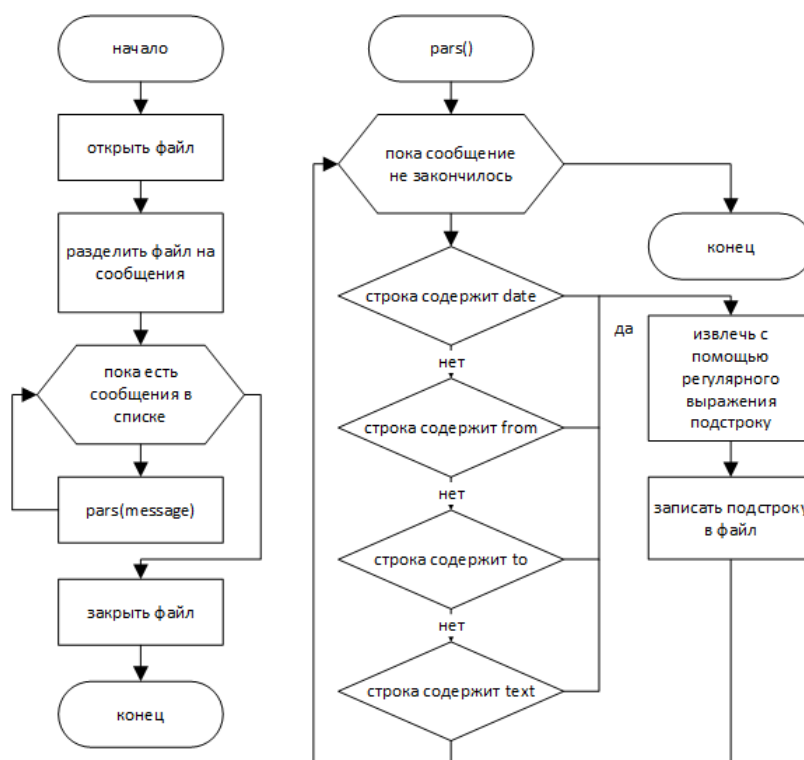 начало
открыть файл
разделить файл на
сообщения
пока есть
сообщения в
списке
pars(message)
закрыть файл
конец
pars()
пока сообщение
не закончилось
конец
строка содержит date
да
нет
строка содержит from
нет
строка содержит to
нет
строка содержит text
извлечь с
помощью
регулярного
выражения
подстроку
записать подстроку
в файл